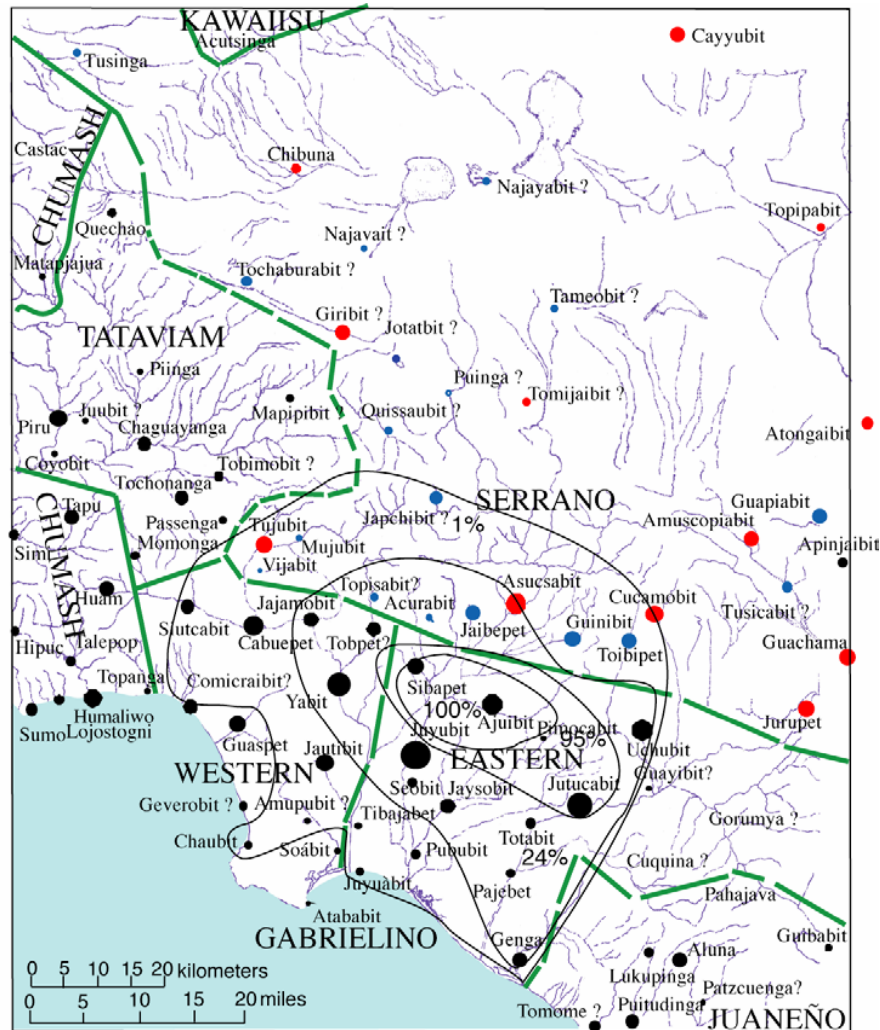 KAWAIISU
Acutsinga
Cayyubit
Tusinga
CHUMASH
Castac
Chibuna
Najayabit ?
Quechao
Topipabit
Najavait ?
Matapjajua
Tochaburabit ?
Tameobit ?
Giribit ?
Jotatbit ?
TATAVIAM
Piinga
Puinga ?
Tomijaibit ?
Juubit ?
Mapipibit ?
Quissaubit ?
Piru
Chaguayanga
Atongaibit
Coyobit
Tobimobit ?
Tochonanga
SERRANO
Tapu
CHUMASH
Passenga
Japchibit ?
1%
Guapiabit
Amuscopiabit
Tujubit
Simi
Momonga
Mujubit
Apinjaibit
Vijabit
Huam
Topisabit?
Asucsabit
Cucamobit
Jajamobit
Acurabit
Tusicabit ?
Siutcabit
Guinibit
Hipuc
Talepop
Cabuepet
Tobpet?
Jaibepet
Toibipet
Guachama
Topanga
Comicraibit?
Sibapet
100%
Yabit
Ajuibit
Sumo
Humaliwo
Lojostogni
Pimocabit
Jurupet
Juyubit
95%
Guaspet
EASTERN
Uchubit
WESTERN
Jautibit
Guayibit?
Seobit
Jaysobit
Jutucabit
Geverobit ?
Amupubit ?
Tibajabet
Gorumya ?
Chaubit
Totabit
Soábit
Pububit
24%
Cuquina ?
Juyuabit
Pajebet
Pahajava
Atababit
GABRIELINO
Genga
Guibabit
Aluna
Lukupinga
0 5 10 15 20 kilometers
Patzcuenga?
0 5 10 20 miles
Tomome ?
Puitudinga
JUANEÑO